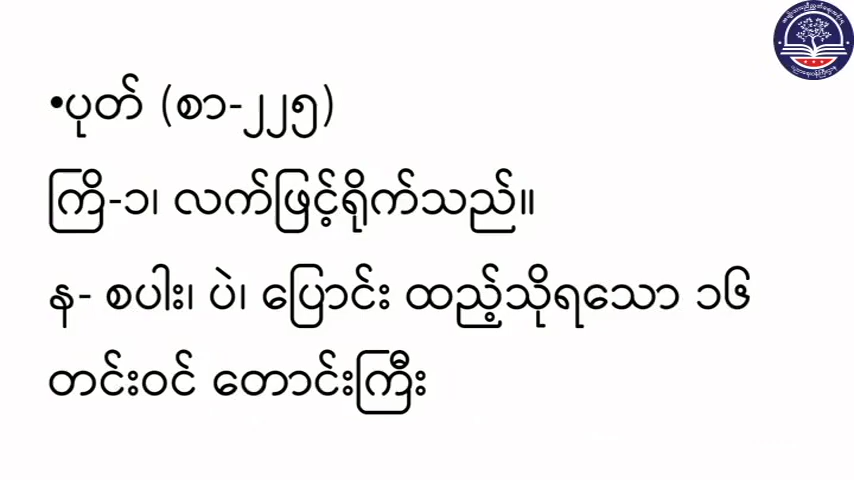 •ပုတ် (စာ-၂၂၅)
ကြိ-၁၊ လက်ဖြင့်ရိုက်သည်။
န- စပါး၊ ပဲ၊ ပြောင်း ထည့်သိုရသော ၁၆
တင်းဝင် တောင်းကြီး